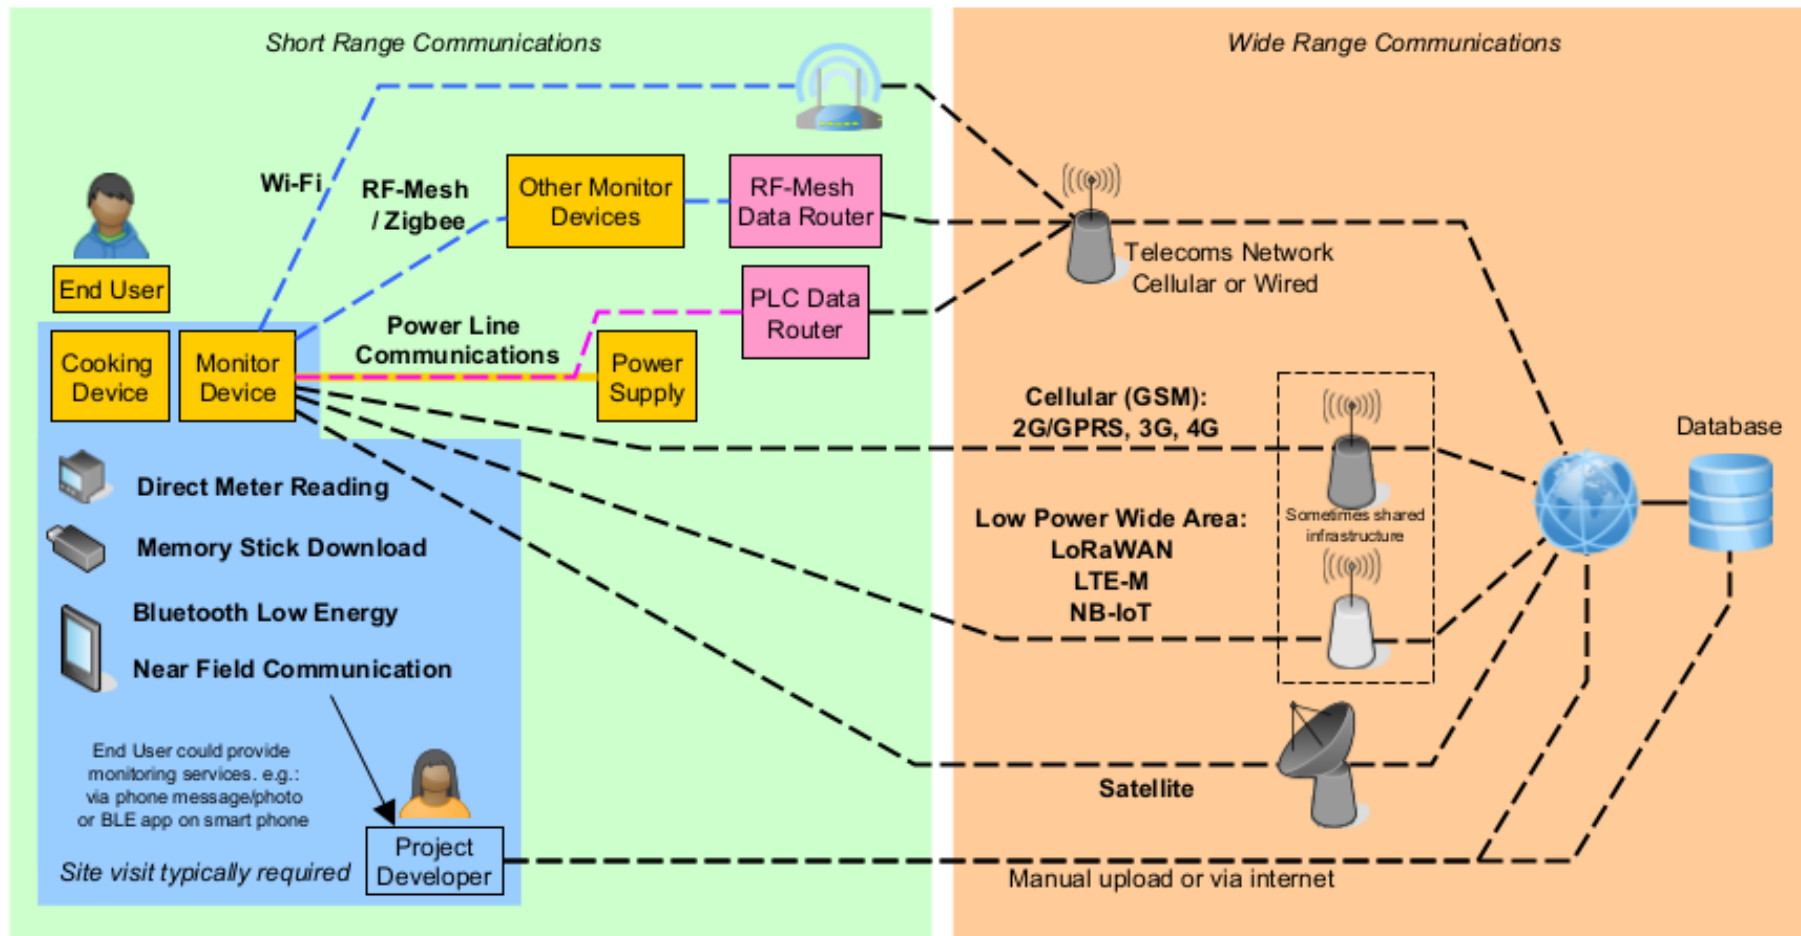 Short Range Communications
Wide Range Communications
Wi-Fi
RF-Mesh
/ Zigbee
Other Monitor
Devices
RF-Mesh
Data Router
Telecoms Network
Cellular or Wired
End User
PLC Data
Router
Power Line
Communications
Cooking
Device
Monitor
Device
Power
Supply
Cellular (GSM):
2G/GPRS, 3G, 4G
Database
Direct Meter Reading
Memory Stick Download
Bluetooth Low Energy
Near Field Communication
Low Power Wide Area:
LoRaWAN
LTE-M
NB-IoT
Sometimes shared
infrastructure
End User could provide
monitoring services. e.g.:
via phone message/photo
or BLE app on smart phone
Satellite
Site visit typically required
Project
Developer
Manual upload or via internet